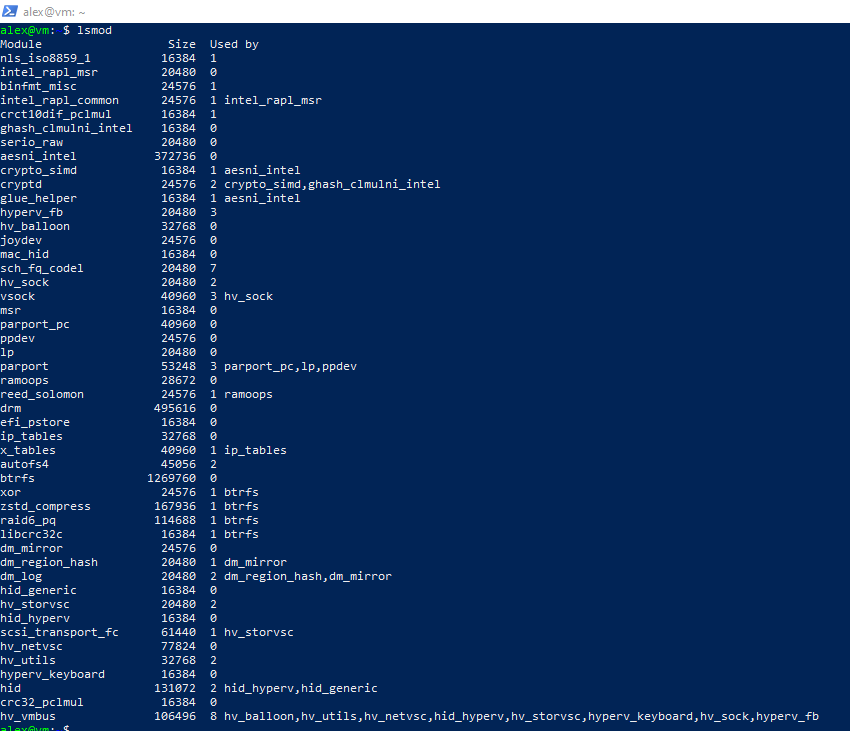 alex@vm: ~
alex@vm: $ lsmod
Module                  Size  Used by
nls_iso8859_1          16384  1
intel_rapl_msr         20480  0
binfmt_misc            24576  1
intel_rapl_common      24576  1 intel_rapl_msr
crct10dif_pclmul       16384  1
ghash_clmulni_intel    16384  0
serio_raw              20480  0
aesni_intel           372736  0
crypto_simd            16384  1 aesni_intel
cryptd                 24576  2 crypto_simd,ghash_clmulni_intel
glue_helper            16384  1 aesni_intel
hyperv_fb              20480  3
hv_balloon             32768  0
joydev                 24576  0
mac_hid                16384  0
sch_fq_codel           20480  7
hv_sock                20480  2
vsock                  40960  3 hv_sock
msr                    16384  0
parport_pc             40960  0
ppdev                  24576  0
lp                     20480  0
parport                53248  3 parport_pc,lp,ppdev
ramoops                28672  0
reed_solomon           24576  1 ramoops
drm                   495616  0
efi_pstore             16384  0
ip_tables              32768  0
x_tables               40960  1 ip_tables
autofs4                45056  2
btrfs                1269760  0
xor                    24576  1 btrfs
zstd_compress         167936  1 btrfs
raid6_pq              114688  1 btrfs
libcrc32c              16384  1 btrfs
dm_mirror              24576  0
dm_region_hash         20480  1 dm_mirror
dm_log                 20480  2 dm_region_hash,dm_mirror
hid_generic            16384  0
hv_storvsc             20480  2
hid_hyperv             16384  0
scsi_transport_fc      61440  1 hv_storvsc
hv_netvsc              77824  0
hv_utils               32768  2
hyperv_keyboard        16384  0
hid                   131072  2 hid_hyperv,hid_generic
crc32_pclmul           16384  0
hv_vmbus              106496  8 hv_balloon,hv_utils,hv_netvsc,hid_hyperv,hv_storvsc,hyperv_keyboard,hv_sock,hyperv_fb
alex@vm: $